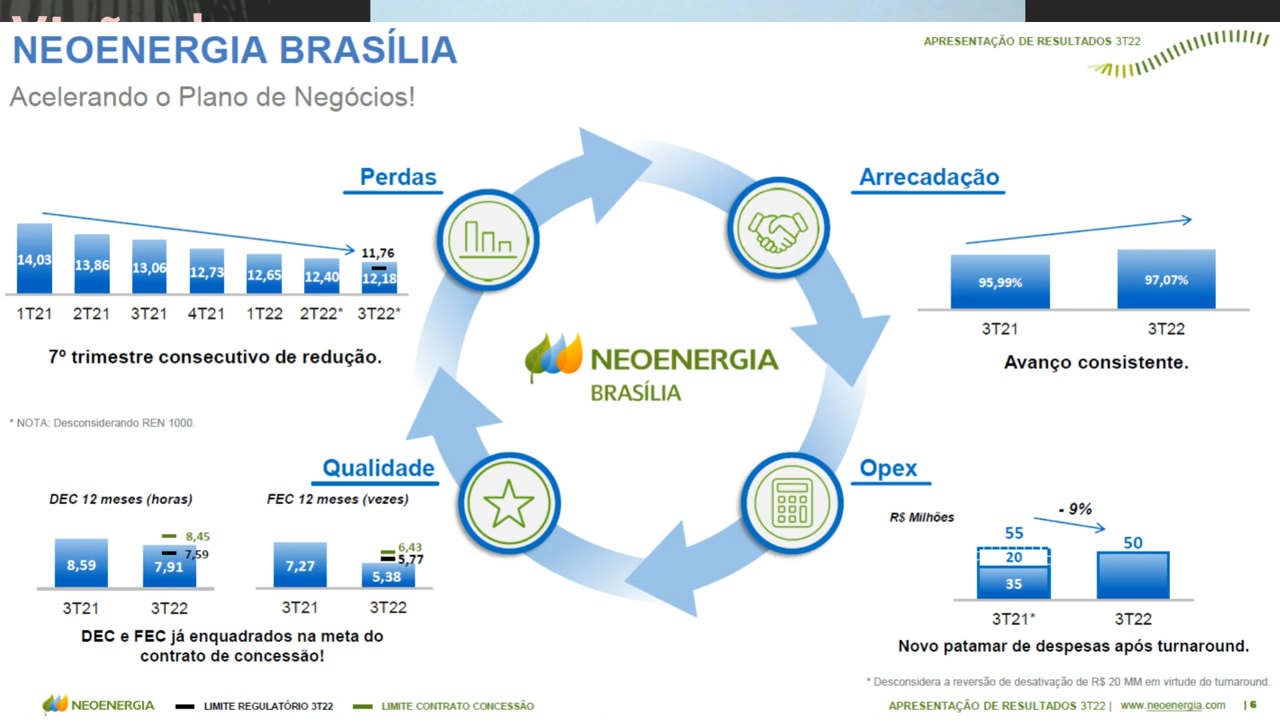 NEOENERGIA BRASÍLIA
APRESENTAÇÃO DE RESULTADOS 3T22
Acelerando o Plano de Negócios!
Perdas
14,03 13,86 13,06 12,73 12,65 12,40 11,76 12,18
1T21 2T21 3T21 4T21 1T22 2T22* 3T22*
7º trimestre consecutivo de redução.
* NOTA: Desconsiderando REN 1000.
Arrecadação
95,99% 97,07%
3T21 3T22
Avanço consistente.
NEOENERGIA
BRASÍLIA
Qualidade
DEC 12 meses (horas)
8,59 8,45 7,59 7,91
3T21 3T22
FEC 12 meses (vezes)
7,27 6,43 5,77 5,38
3T21 3T22
DEC e FEC já enquadrados na meta do
contrato de concessão!
Opex
R$ Milhões
- 9%
55 50
20
35
3T21* 3T22
Novo patamar de despesas após turnaround.
* Desconsidera a reversão de desativação de R$ 20 MM em virtude do turnaround.
NEOENERGIA LIMITE REGULATÓRIO 3T22 LIMITE CONTRATO CONCESSÃO
APRESENTAÇÃO DE RESULTADOS 3T22 | www.neoenergia.com | 6